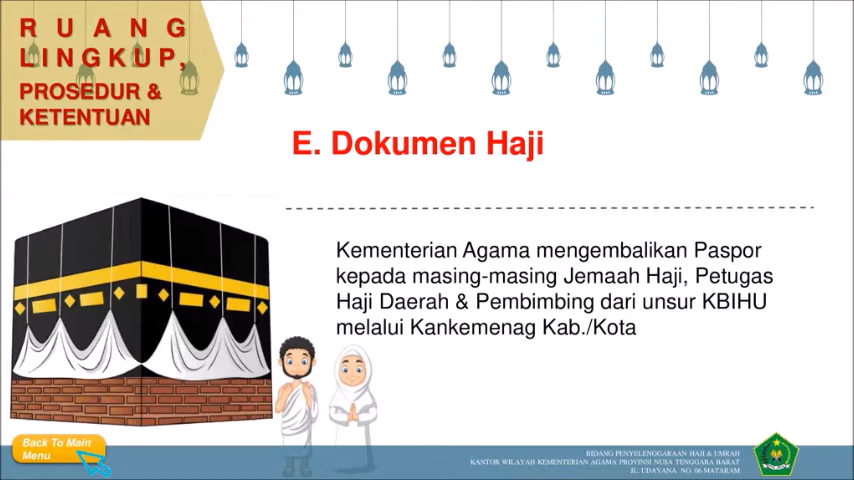 R U A N G
L I N G K U P ,
PROSEDUR &
KETENTUAN
E. Dokumen Haji
Kementerian Agama mengembalikan Paspor
kepada masing-masing Jemaah Haji, Petugas
Haji Daerah & Pembimbing dari unsur KBIHU
melalui Kankemenag Kab./Kota
Back To Main
Menu
BIDANG PENYELENGGARAAN HAJI & UMRAH
KANTOR WILAYAH KEMENTERIAN AGAMA PROVINSI NUSA TENGGARA BARAT
JL. UDAYANA NO. 06 MATARAM